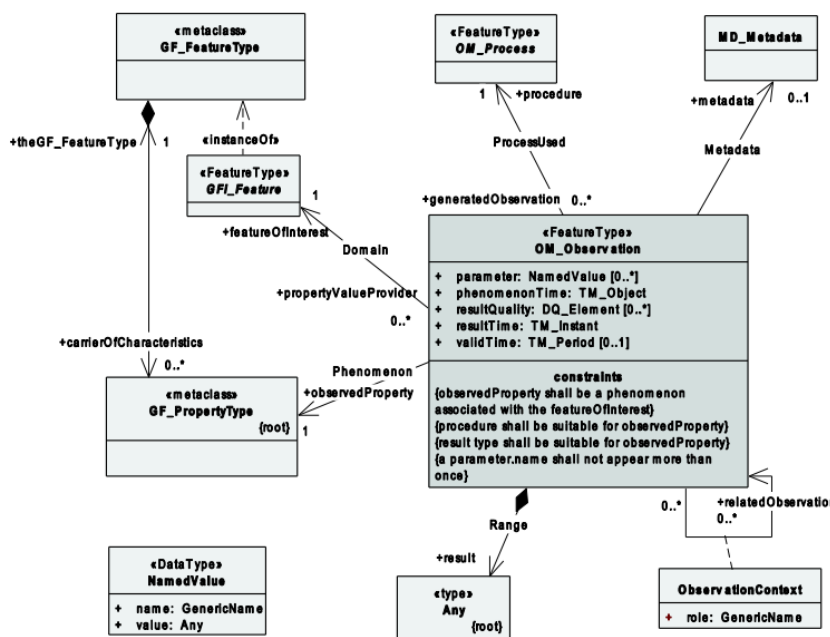 «metaclass»
GF_FeatureType
«FeatureType»
OM_Process
MD_Metadata
1
+procedure
+metadata
0..1
+theGF_FeatureType
1
«instanceOf»
ProcessUsed
Metadata
«FeatureType»
GFI_Feature
1
+featureOfInterest
+generatedObservation
0..*
Domain
+propertyValueProvider
0..*
«FeatureType»
OM_Observation
+ parameter: NamedValue [0..*]
+ phenomenonTime: TM_Object
+ resultQuality: DQ_Element [0..*]
+ resultTime: TM_Instant
+ validTime: TM_Period [0..1]
constraints
{observedProperty shall be a phenomenon
associated with the featureOfInterest}
{procedure shall be suitable for observedProperty}
{result type shall be suitable for observedProperty}
{a parameter.name shall not appear more than
once}
+carrierOfCharacteristics
0..*
Phenomenon
+observedProperty
1
«metaclass»
GF_PropertyType
{root}
0..*
+relatedObservation
0..*
Range
+result
«DataType»
NamedValue
+ name: GenericName
+ value: Any
«type»
Any
{root}
ObservationContext
+ role: GenericName